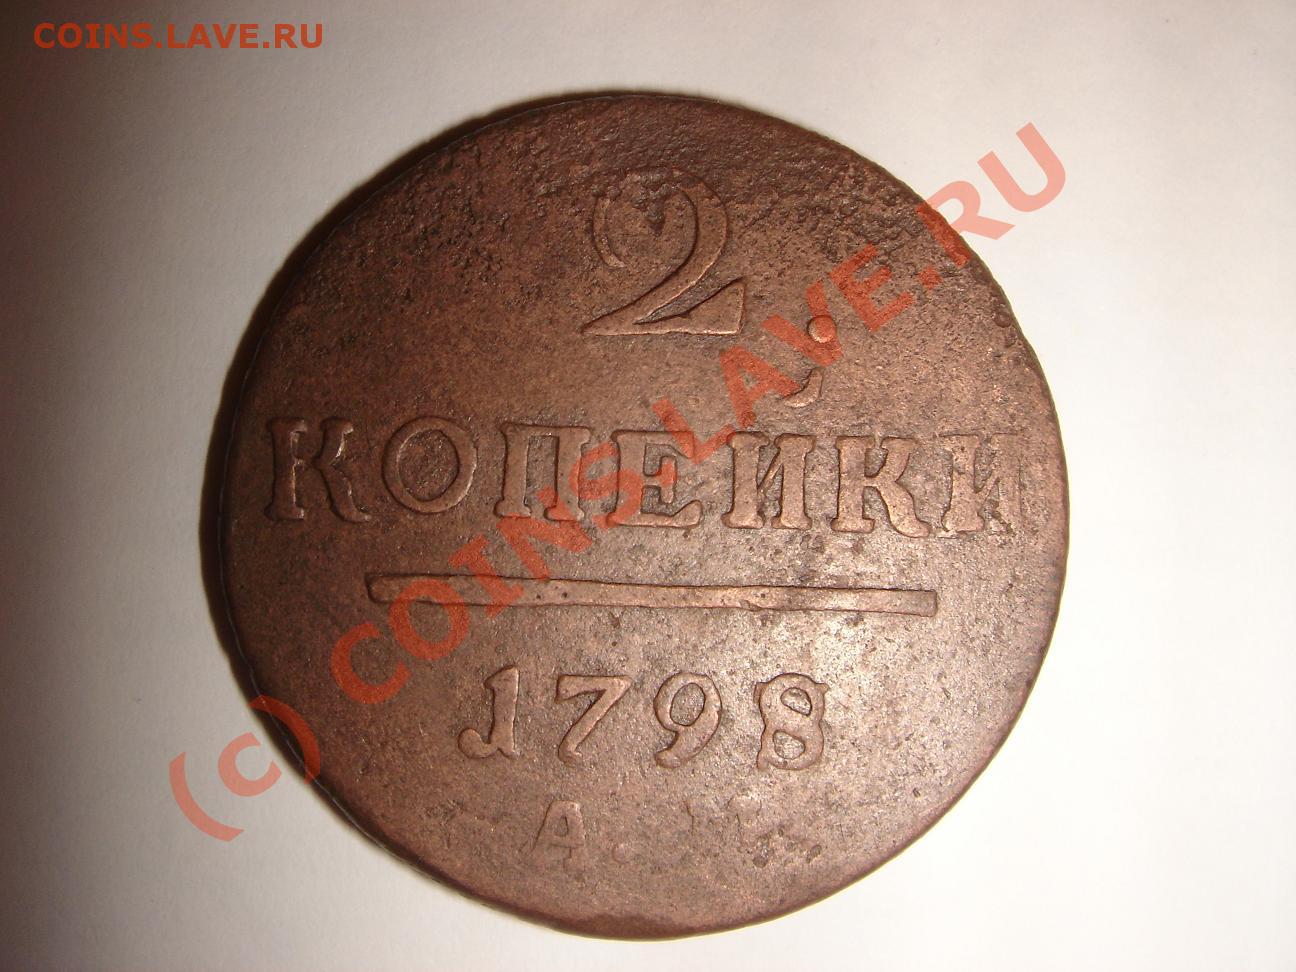 COINS.LAVE.RU
2.
КОПЕЙКИ
1798
А.М.
(c) COINS.LAVE.RU